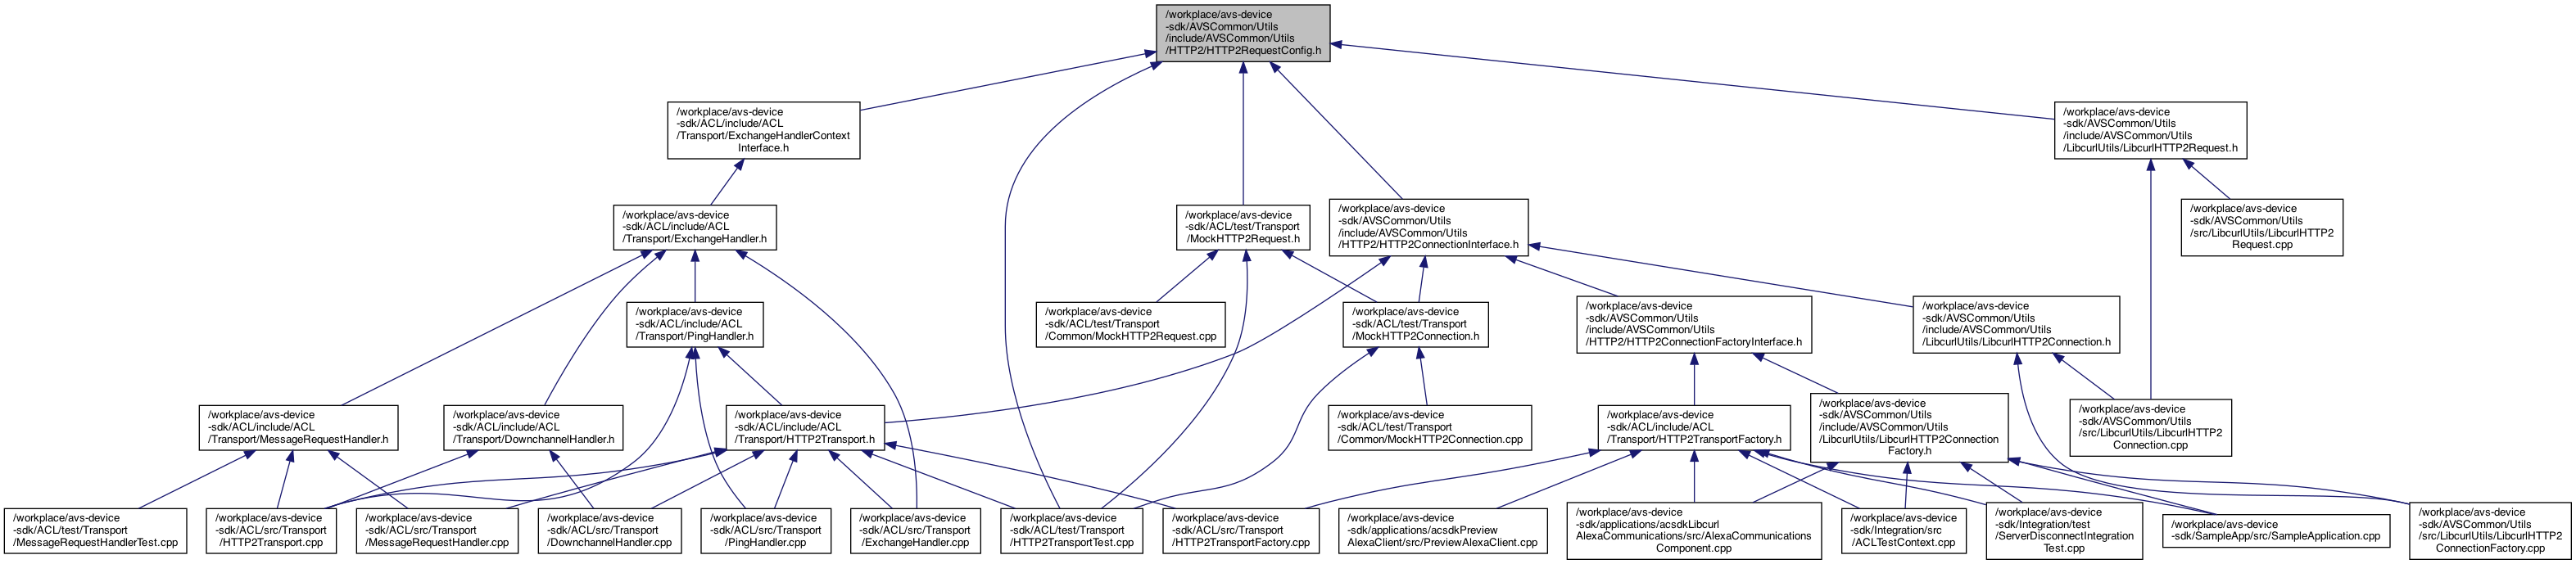 /workplace/avs-device
-sdk/AVSCommon/Utils
/include/AVSCommon/Utils
/HTTP2/HTTP2RequestConfig.h
/workplace/avs-device
-sdk/ACL/include/ACL
/Transport/ExchangeHandlerContext
Interface.h
/workplace/avs-device
-sdk/AVSCommon/Utils
/include/AVSCommon/Utils
/LibcurlUtils/LibcurlHTTP2Request.h
/workplace/avs-device
-sdk/ACL/include/ACL
/Transport/ExchangeHandler.h
/workplace/avs-device
-sdk/ACL/test/Transport
/MockHTTP2Request.h
/workplace/avs-device
-sdk/AVSCommon/Utils
/include/AVSCommon/Utils
/HTTP2/HTTP2ConnectionInterface.h
/workplace/avs-device
-sdk/AVSCommon/Utils
/src/LibcurlUtils/LibcurlHTTP2
Request.cpp
/workplace/avs-device
-sdk/ACL/include/ACL
/Transport/PingHandler.h
/workplace/avs-device
-sdk/ACL/test/Transport
/Common/MockHTTP2Request.cpp
/workplace/avs-device
-sdk/ACL/test/Transport
/MockHTTP2Connection.h
/workplace/avs-device
-sdk/AVSCommon/Utils
/include/AVSCommon/Utils
/HTTP2/HTTP2ConnectionFactoryInterface.h
/workplace/avs-device
-sdk/AVSCommon/Utils
/include/AVSCommon/Utils
/LibcurlUtils/LibcurlHTTP2Connection.h
/workplace/avs-device
-sdk/ACL/include/ACL
/Transport/MessageRequestHandler.h
/workplace/avs-device
-sdk/ACL/include/ACL
/Transport/DownchannelHandler.h
/workplace/avs-device
-sdk/ACL/include/ACL
/Transport/HTTP2Transport.h
/workplace/avs-device
-sdk/ACL/test/Transport
/Common/MockHTTP2Connection.cpp
/workplace/avs-device
-sdk/ACL/include/ACL
/Transport/HTTP2TransportFactory.h
/workplace/avs-device
-sdk/AVSCommon/Utils
/include/AVSCommon/Utils
/LibcurlUtils/LibcurlHTTP2Connection
Factory.h
/workplace/avs-device
-sdk/AVSCommon/Utils
/src/LibcurlUtils/LibcurlHTTP2
Connection.cpp
/workplace/avs-device
-sdk/ACL/test/Transport
/MessageRequestHandlerTest.cpp
/workplace/avs-device
-sdk/ACL/src/Transport
/HTTP2Transport.cpp
/workplace/avs-device
-sdk/ACL/src/Transport
/MessageRequestHandler.cpp
/workplace/avs-device
-sdk/ACL/src/Transport
/DownchannelHandler.cpp
/workplace/avs-device
-sdk/ACL/src/Transport
/PingHandler.cpp
/workplace/avs-device
-sdk/ACL/src/Transport
/ExchangeHandler.cpp
/workplace/avs-device
-sdk/ACL/test/Transport
/HTTP2TransportTest.cpp
/workplace/avs-device
-sdk/ACL/src/Transport
/HTTP2TransportFactory.cpp
/workplace/avs-device
-sdk/applications/acsdkPreview
AlexaClient/src/PreviewAlexaClient.cpp
/workplace/avs-device
-sdk/applications/acsdkLibcurl
AlexaCommunications/src/AlexaCommunications
Component.cpp
/workplace/avs-device
-sdk/Integration/src
/ACLTestContext.cpp
/workplace/avs-device
-sdk/Integration/test
/ServerDisconnectIntegration
Test.cpp
/workplace/avs-device
-sdk/SampleApp/src/SampleApplication.cpp
/workplace/avs-device
-sdk/AVSCommon/Utils
/src/LibcurlUtils/LibcurlHTTP2
ConnectionFactory.cpp